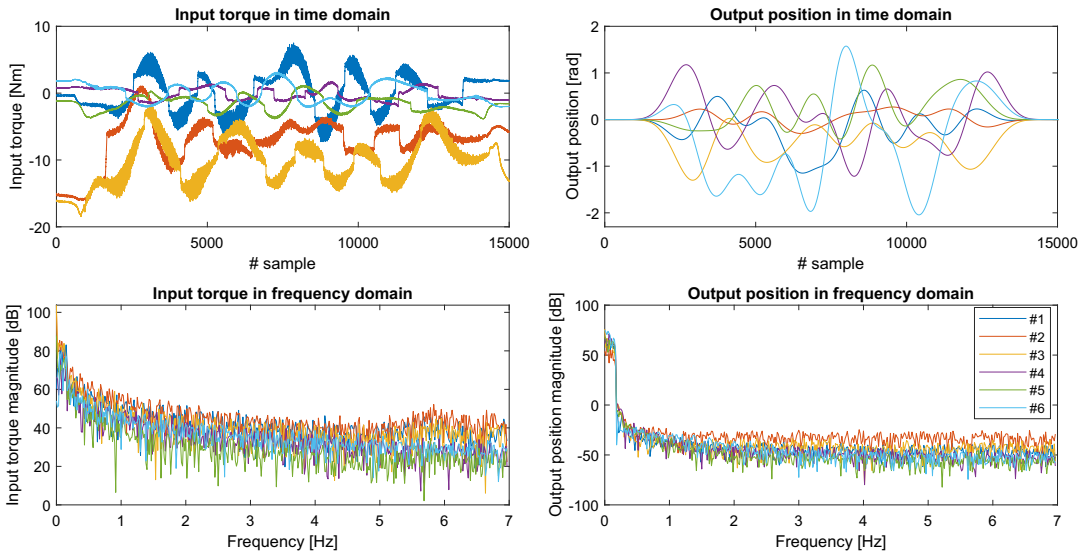 Input torque in time domain
10
0
-10
-20
Input torque [Nm]
0 5000 10000 15000
# sample
Output position in time domain
2
1
0
-1
-2
Output position [rad]
0 5000 10000 15000
# sample
Input torque in frequency domain
100
80
60
40
20
0
Input torque magnitude [dB]
0 1 2 3 4 5 6 7
Frequency [Hz]
Output position in frequency domain
100
50
0
-50
-100
Output position magnitude [dB]
0 1 2 3 4 5 6 7
Frequency [Hz]
#1
#2
#3
#4
#5
#6